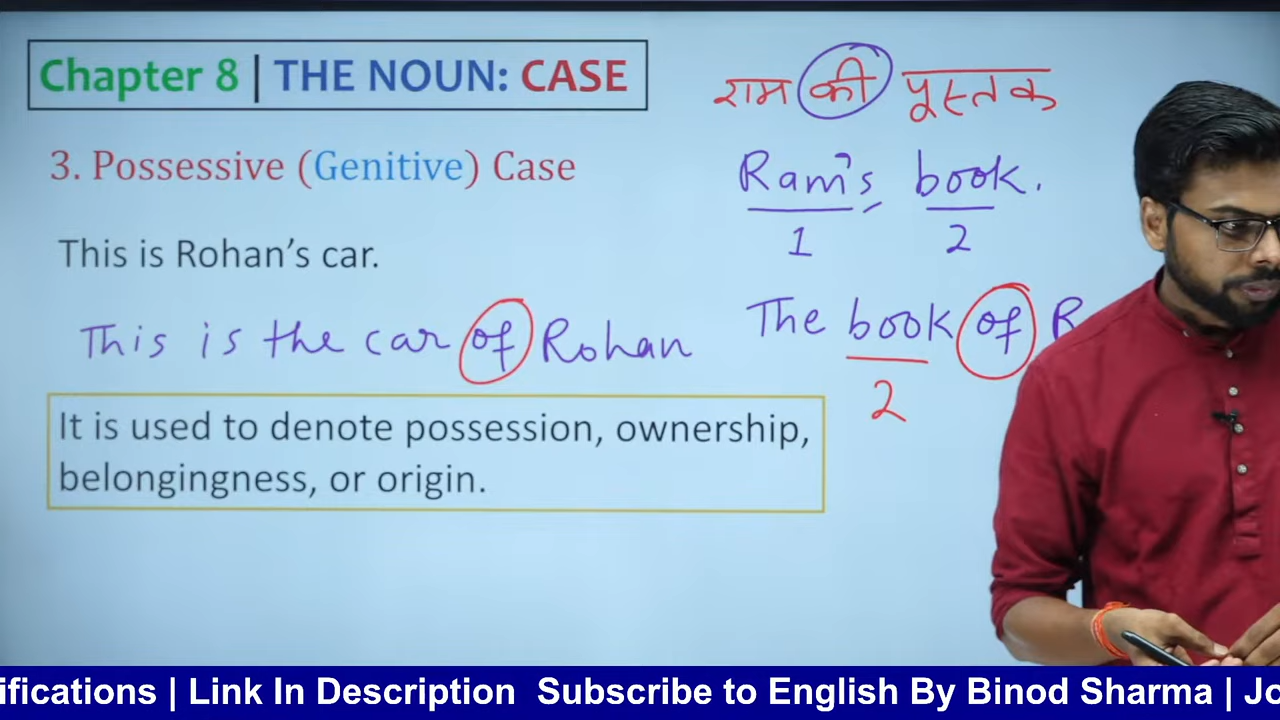 Chapter 8 | THE NOUN: CASE
3. Possessive (Genitive) Case
This is Rohan’s car.
This is the car of Rohan
It is used to denote possession, ownership,
belongingness, or origin.
राम की पुस्तक
Ram's book.
1 2
The book of R
2
ifications | Link In Description Subscribe to English By Binod Sharma | Jo